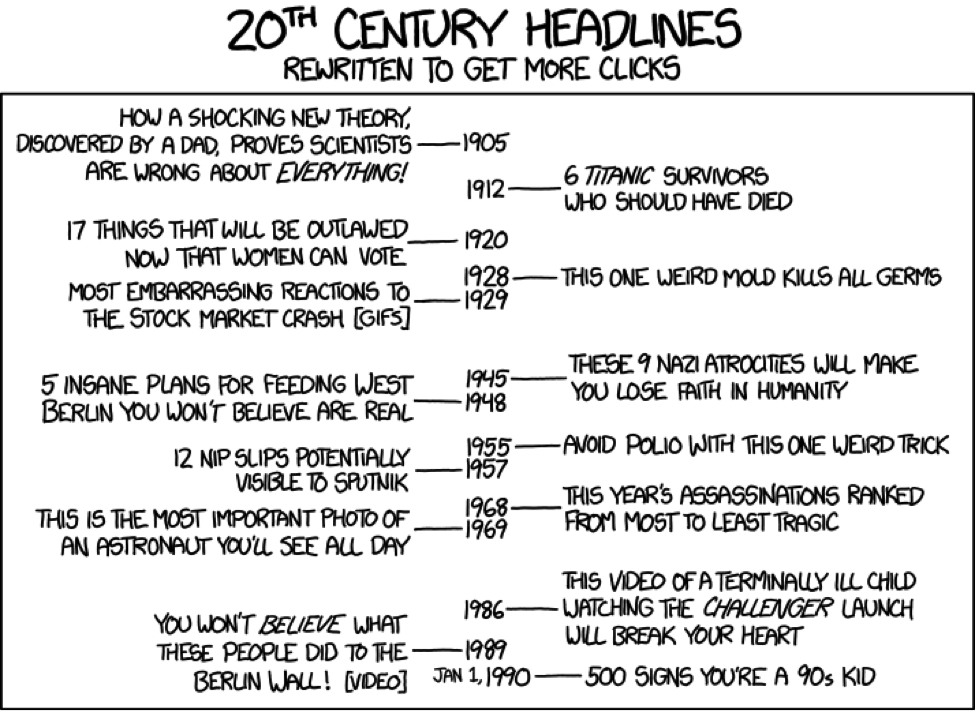 20TH CENTURY HEADLINES
REWRITTEN TO GET MORE CLICKS
HOW A SHOCKING NEW THEORY,
DISCOVERED BY A DAD, PROVES SCIENTISTS
ARE WRONG ABOUT EVERYTHING!
1905
1912
6 TITANIC SURVIVORS
WHO SHOULD HAVE DIED
17 THINGS THAT WILL BE OUTLAWED
NOW THAT WOMEN CAN VOTE
1920
1928
THIS ONE WEIRD MOLD KILLS ALL GERMS
MOST EMBARRASSING REACTIONS TO
THE STOCK MARKET CRASH [GIFS]
1929
1945
THESE 9 NAZI ATROCITIES WILL MAKE
YOU LOSE FAITH IN HUMANITY
5 INSANE PLANS FOR FEEDING WEST
BERLIN YOU WON'T BELIEVE ARE REAL
1948
1955
AVOID POLIO WITH THIS ONE WEIRD TRICK
12 NIP SLIPS POTENTIALLY
VISIBLE TO SPUTNIK
1957
1968
THIS YEAR'S ASSASSINATIONS RANKED
FROM MOST TO LEAST TRAGIC
THIS IS THE MOST IMPORTANT PHOTO OF
AN ASTRONAUT YOU'LL SEE ALL DAY
1969
1986
THIS VIDEO OF A TERMINALLY ILL CHILD
WATCHING THE CHALLENGER LAUNCH
WILL BREAK YOUR HEART
YOU WON'T BELIEVE WHAT
THESE PEOPLE DID TO THE
BERLIN WALL! [VIDEO]
1989
JAN 1, 1990
500 SIGNS YOU'RE A 90s KID